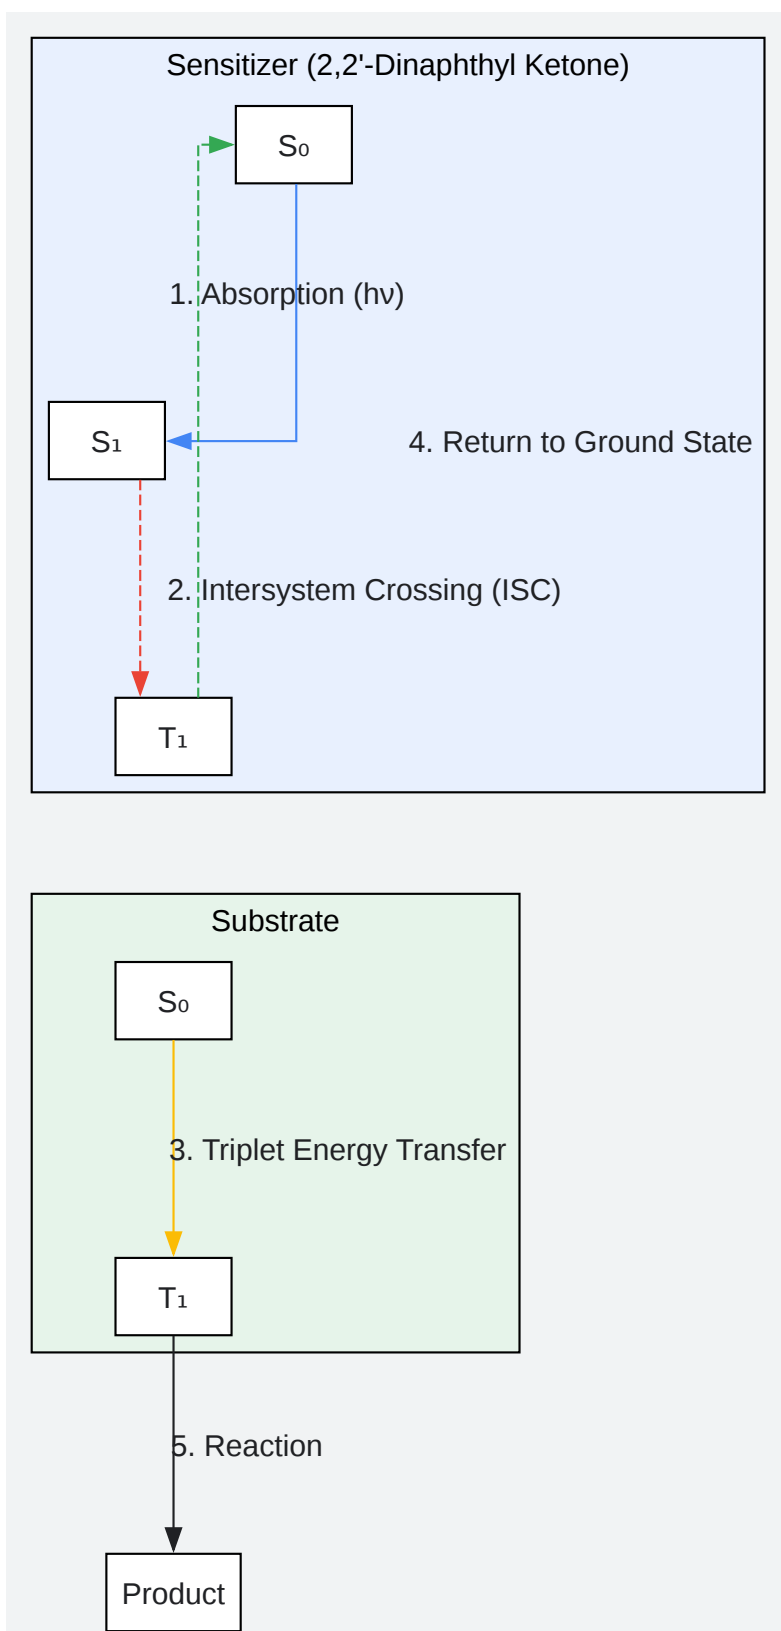 Sensitizer (2,2'-Dinaphthyl Ketone)
S₀
1. Absorption (hν)
S₁
4. Return to Ground State
2. Intersystem Crossing (ISC)
T₁
Substrate
S₀
3. Triplet Energy Transfer
T₁
5. Reaction
Product